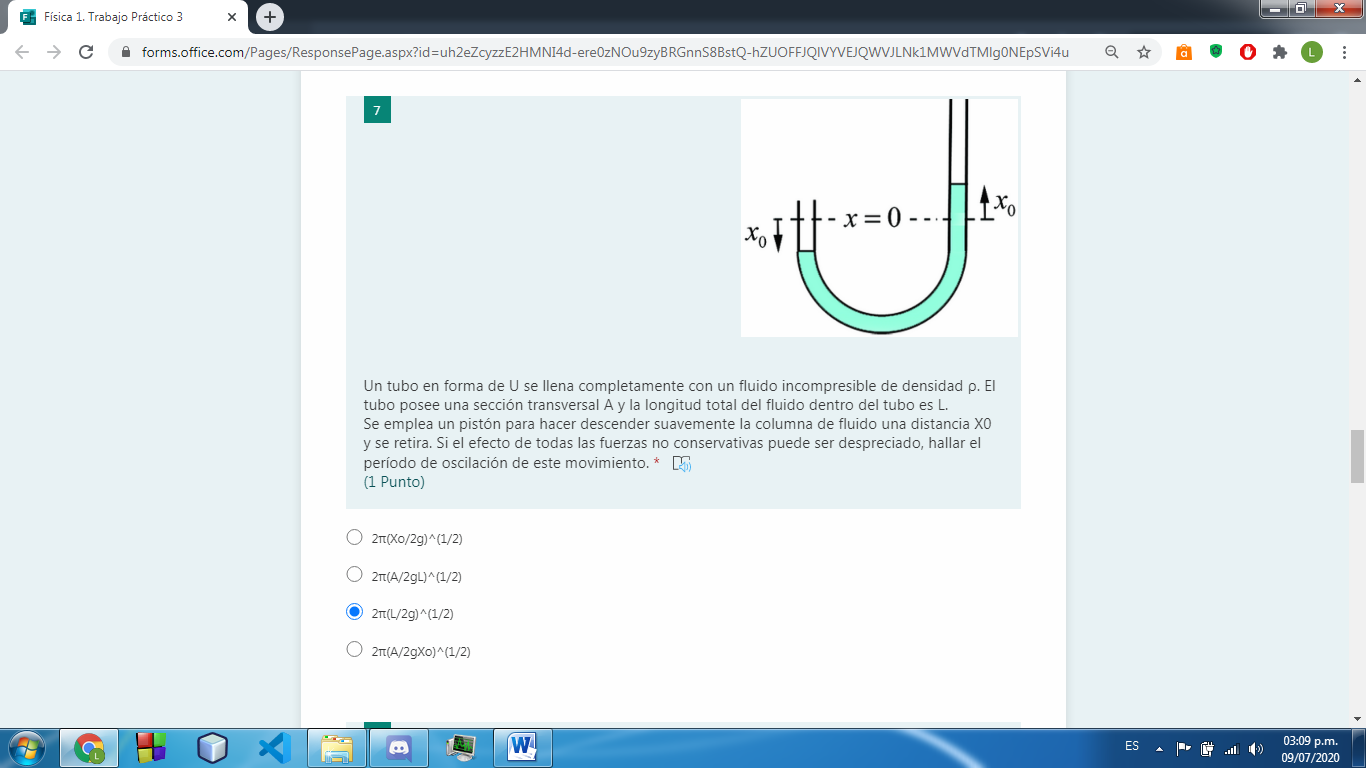 Física 1. Trabajo Práctico 3
forms.office.com/Pages/ResponsePage.aspx?id=uh2eZcyzzE2HMNI4d-ere0zNOu9zyBRGnnS8BstQ-hZUOFFJQlVYVEJQWVJLNk1MWVdTMlg0NEpSVi4u
L
7
x = 0
x0
x0
Un tubo en forma de U se llena completamente con un fluido incompresible de densidad ρ. El
tubo posee una sección transversal A y la longitud total del fluido dentro del tubo es L.
Se emplea un pistón para hacer descender suavemente la columna de fluido una distancia X0
y se retira. Si el efecto de todas las fuerzas no conservativas puede ser despreciado, hallar el
período de oscilación de este movimiento. *
(1 Punto)
2π(Xo/2g)^(1/2)
2π(A/2gL)^(1/2)
2π(L/2g)^(1/2)
2π(A/2gXo)^(1/2)
ES
03:09 p.m.
09/07/2020